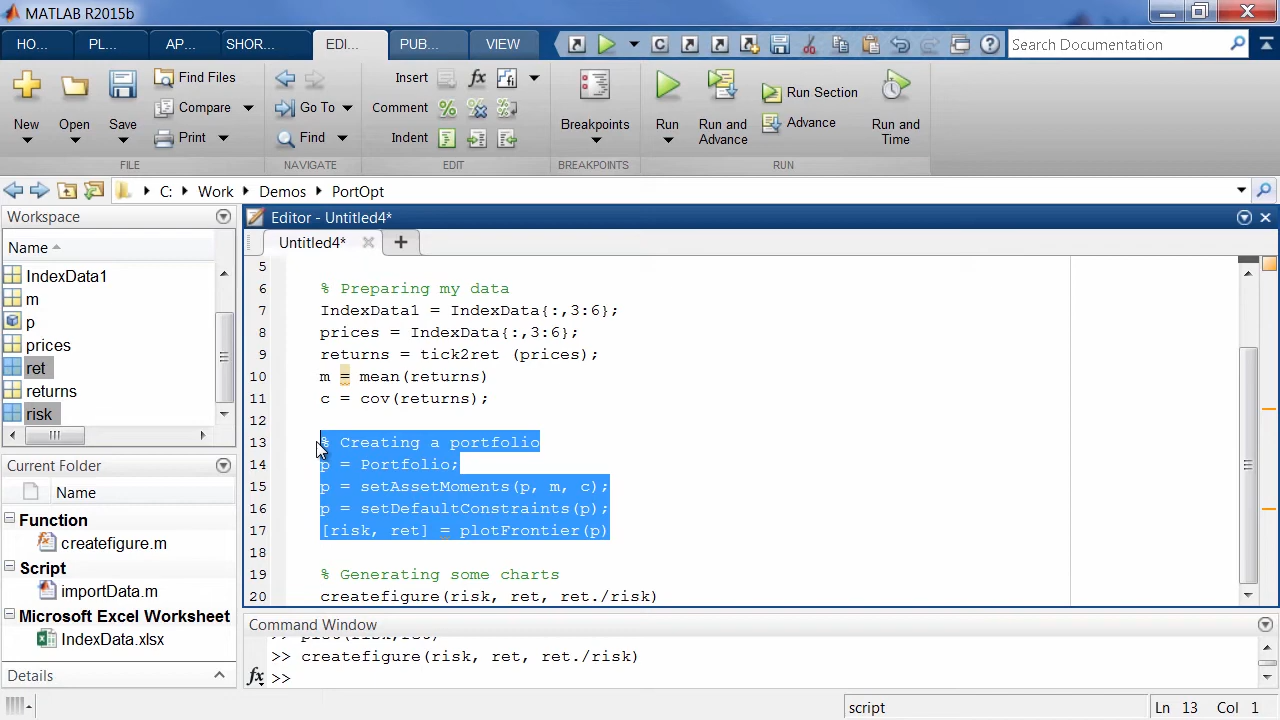 MATLAB R2015b
HO... PL... AP... SHOR... EDI... PUB... VIEW Search Documentation
New Open Save Find Files Compare Print
FILE
Go To Find
NAVIGATE
Insert fx Comment % Indent
EDIT
Breakpoints
BREAKPOINTS
Run Run and Advance Run Section Advance Run and Time
RUN
C: Work Demos PortOpt
Workspace
Name
IndexData1
m
p
prices
ret
returns
risk
Current Folder
Name
Function
createfigure.m
Script
importData.m
Microsoft Excel Worksheet
IndexData.xlsx
Details
Editor - Untitled4*
Untitled4*
5
6 % Preparing my data
7 IndexData1 = IndexData{:,3:6};
8 prices = IndexData{:,3:6};
9 returns = tick2ret (prices);
10 m = mean(returns)
11 c = cov(returns);
12
13 % Creating a portfolio
14 p = Portfolio;
15 p = setAssetMoments(p, m, c);
16 p = setDefaultConstraints(p);
17 [risk, ret] = plotFrontier(p)
18
19 % Generating some charts
20 createfigure(risk, ret, ret./risk)
Command Window
>> plot(risk,ret)
>> createfigure(risk, ret, ret./risk)
fx >>
script Ln 13 Col 1